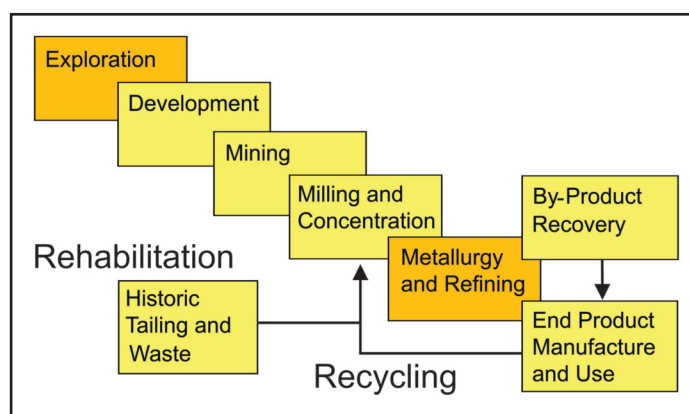 Exploration
Development
Mining
Milling and
Concentration
By-Product
Recovery
Rehabilitation
Metallurgy
and Refining
Historic
Tailing and
Waste
End Product
Manufacture
and Use
Recycling